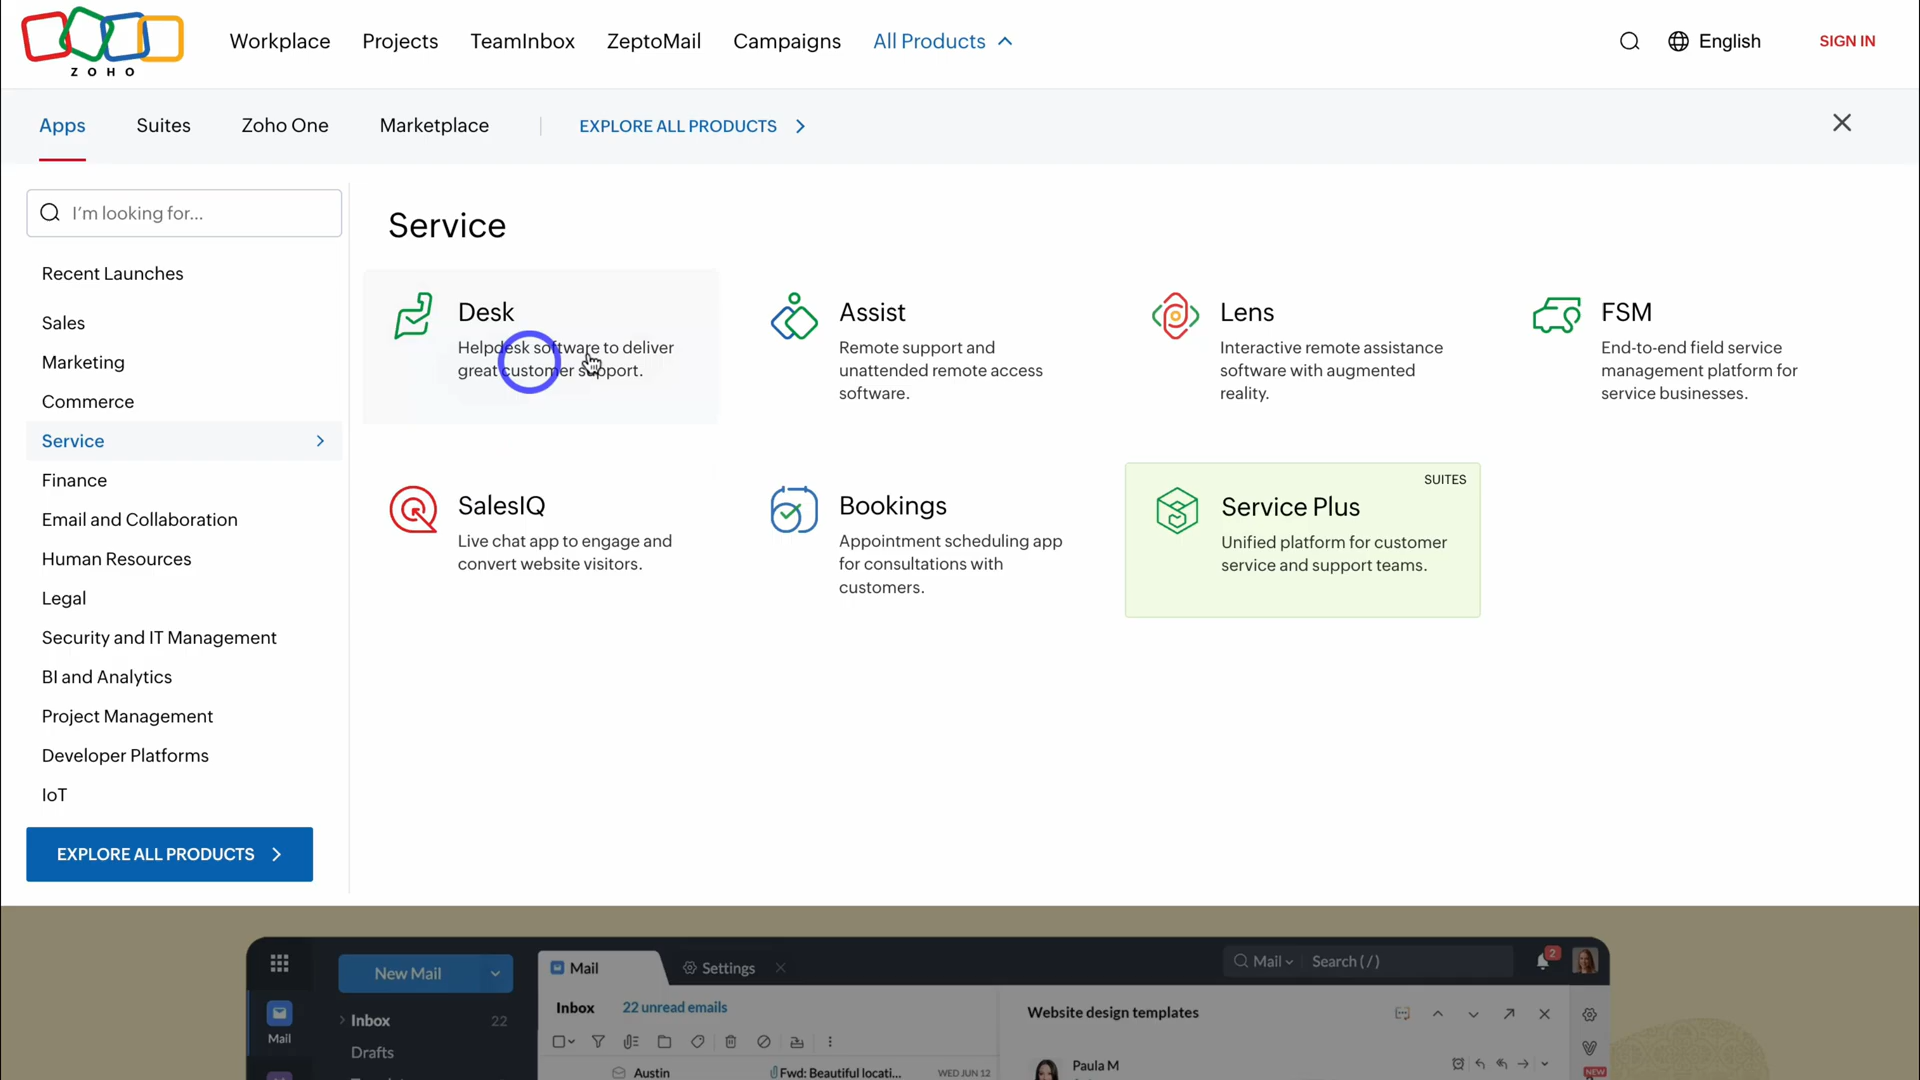 ZOHO
Workplace Projects TeamInbox ZeptoMail Campaigns All Products
English SIGN IN
Apps Suites Zoho One Marketplace EXPLORE ALL PRODUCTS
I'm looking for...
Recent Launches
Sales
Marketing
Commerce
Service
Finance
Email and Collaboration
Human Resources
Legal
Security and IT Management
BI and Analytics
Project Management
Developer Platforms
IoT
EXPLORE ALL PRODUCTS
Service
Desk
Helpdesk software to deliver
great customer support.
Assist
Remote support and
unattended remote access
software.
Lens
Interactive remote assistance
software with augmented
reality.
FSM
End-to-end field service
management platform for
service businesses.
SalesIQ
Live chat app to engage and
convert website visitors.
Bookings
Appointment scheduling app
for consultations with
customers.
SUITES
Service Plus
Unified platform for customer
service and support teams.
New Mail
Mail Settings
Mail Search ( / )
2
Mail
Inbox 22
Drafts
Inbox 22 unread emails
Austin Fwd: Beautiful locati... WED JUN 12
Website design templates
Paula M
NEW